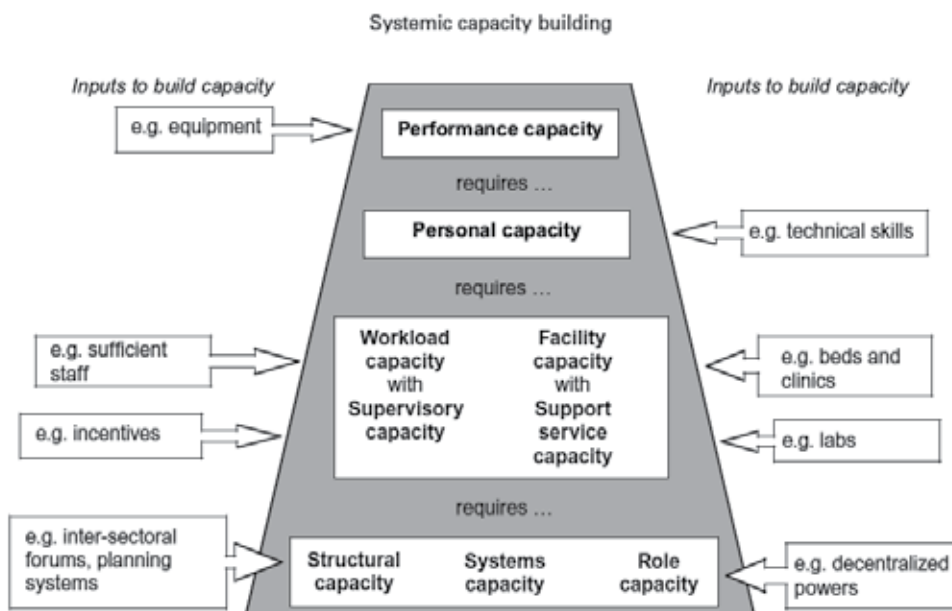 Systemic capacity building
Inputs to build capacity
Inputs to build capacity
e.g. equipment
Performance capacity
requires ...
Personal capacity
e.g. technical skills
requires ...
e.g. sufficient
staff
Workload
capacity
with
Supervisory
capacity
Facility
capacity
with
Support
service
capacity
e.g. beds and
clinics
e.g. incentives
e.g. labs
requires ...
e.g. inter-sectoral
forums, planning
systems
Structural
capacity
Systems
capacity
Role
capacity
e.g. decentralized
powers